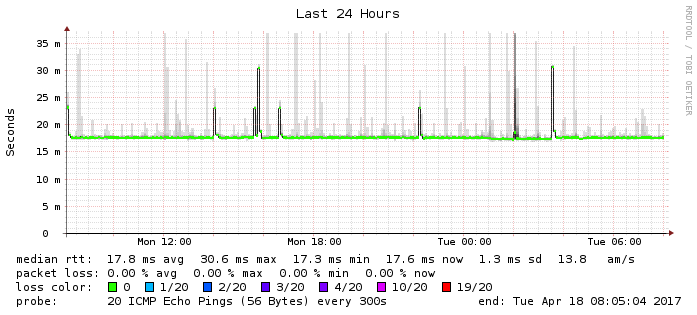 Last 24 Hours
RRDTOOL / TOBI OETIKER
Seconds
35 m
30 m
25 m
20 m
15 m
10 m
5 m
0
Mon 12:00 Mon 18:00 Tue 00:00 Tue 06:00
median rtt: 17.8 ms avg 30.6 ms max 17.3 ms min 17.6 ms now 1.3 ms sd 13.8 am/s
packet loss: 0.00 % avg 0.00 % max 0.00 % min 0.00 % now
loss color: 0 1/20 2/20 3/20 4/20 10/20 19/20
probe: 20 ICMP Echo Pings (56 Bytes) every 300s end: Tue Apr 18 08:05:04 2017